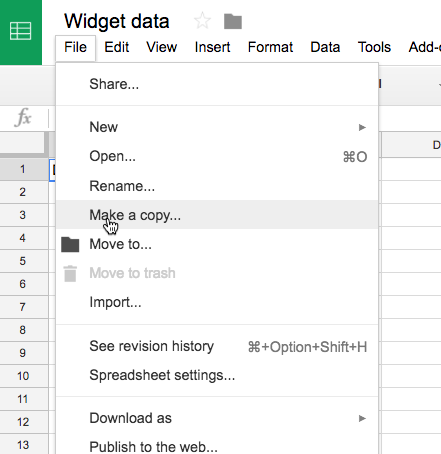 Widget data
File Edit View Insert Format Data Tools Add-
fx
D
1
2
3
4
5
6
7
8
9
10
11
12
13
Share...
New
Open... ⌘O
Rename...
Make a copy...
Move to...
Move to trash
Import...
See revision history ⌘+Option+Shift+H
Spreadsheet settings...
Download as
Publish to the web...